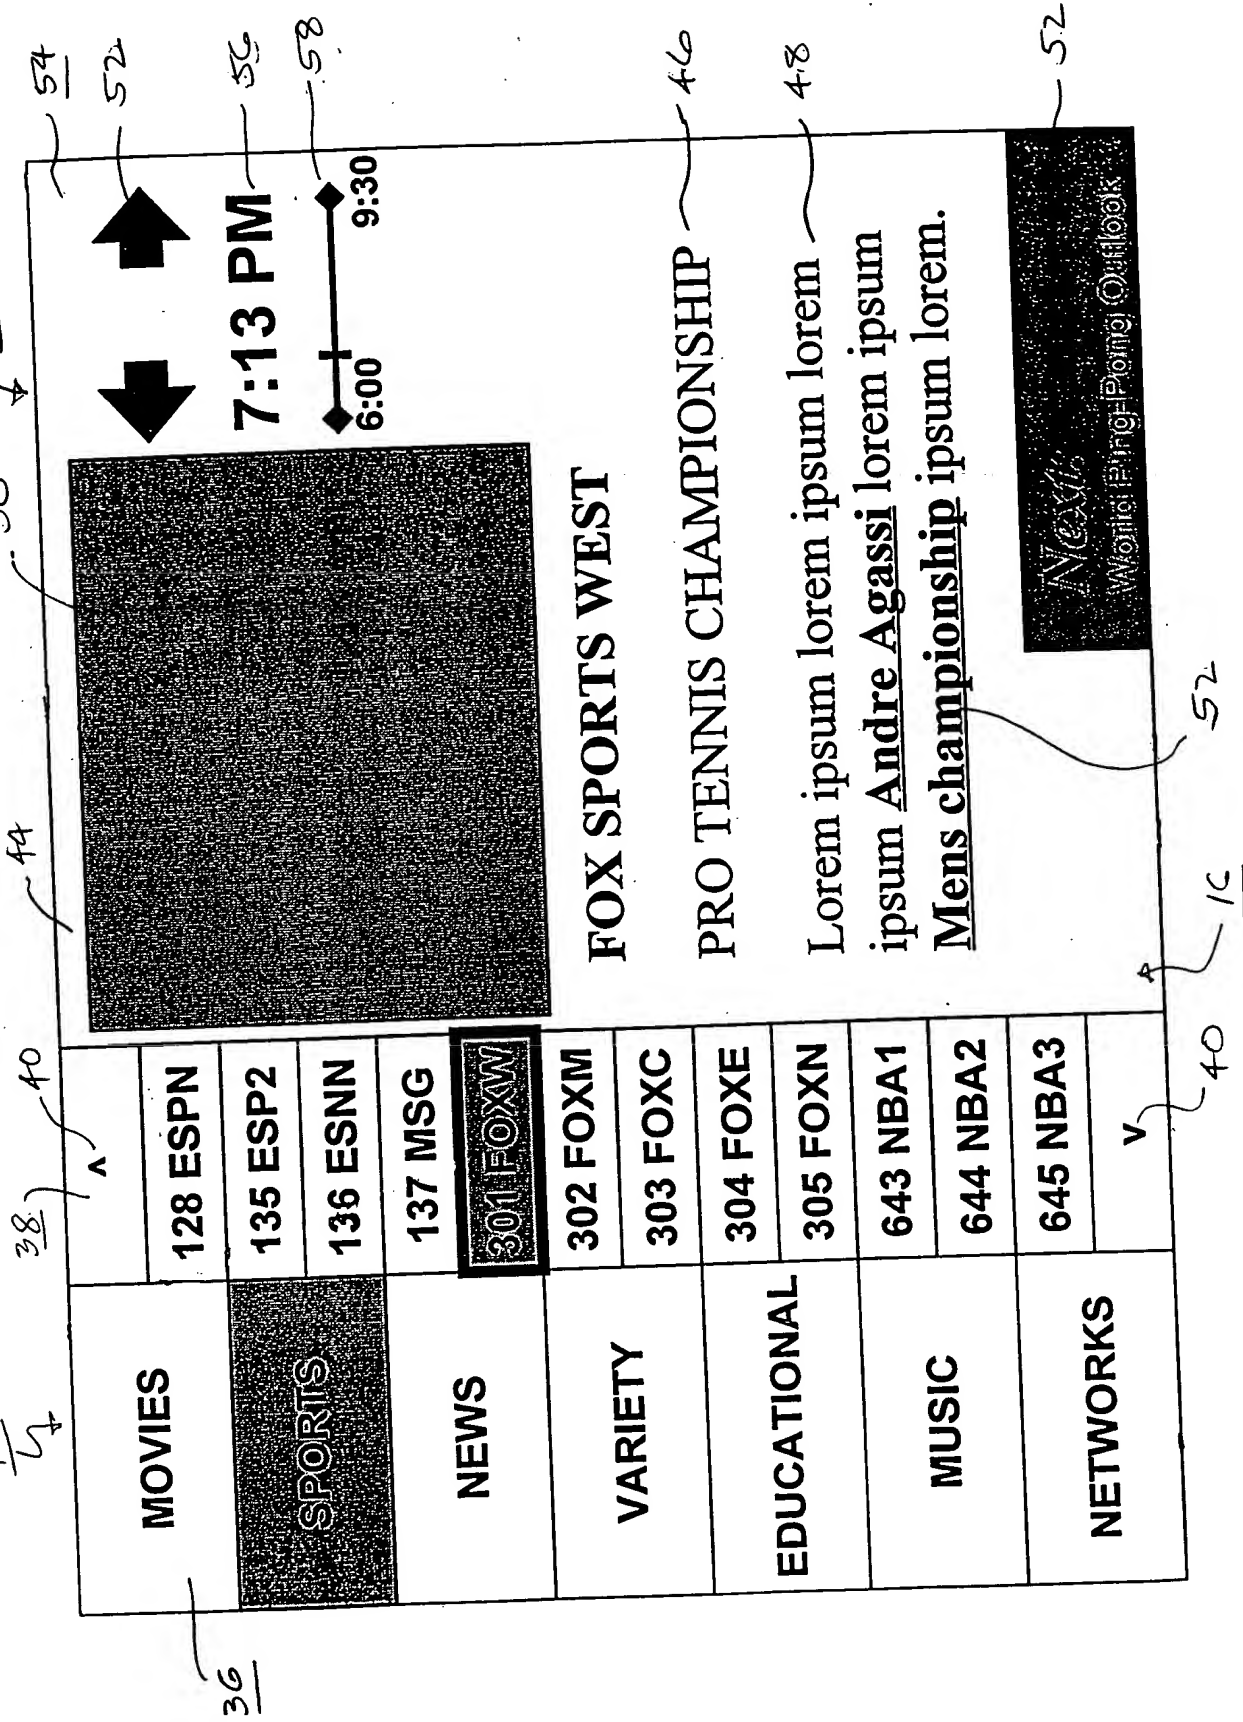 38
40
44
54
52
56
58
36
MOVIES
SPORTS
NEWS
VARIETY
EDUCATIONAL
MUSIC
NETWORKS
^
128 ESPN
135 ESP2
136 ESNN
137 MSG
301 FOXW
302 FOXM
303 FOXC
304 FOXE
305 FOXN
643 NBA1
644 NBA2
645 NBA3
v
7:13 PM
6:00
9:30
FOX SPORTS WEST
PRO TENNIS CHAMPIONSHIP
46
Lorem ipsum lorem ipsum lorem
48
ipsum Andre Agassi lorem ipsum
Mens championship ipsum lorem.
Next:
World Ping-Pong Outlook
52
52
40